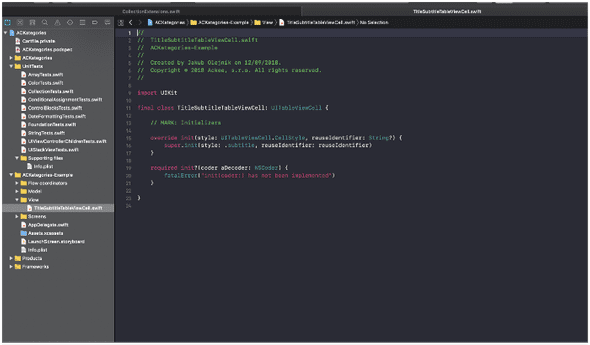 CollectionExtensions.swift
TitleSubtitleTableViewCell.swift
ACKategories
ACKategories
ACKategories-Example
View
TitleSubtitleTableViewCell.swift
No Selection
ACKategories
Cartfile.private
ACKategories.podspec
ACKategories
UnitTests
ArrayTests.swift
ColorTests.swift
CollectionTests.swift
ConditionalAssignmentTests.swift
ControlBlocksTests.swift
DateFormattingTests.swift
FoundationTests.swift
StringTests.swift
UIViewControllerChildrenTests.swift
UIStackViewTests.swift
Supporting files
Info.plist
ACKategories-Example
Flow coordinators
Model
View
TitleSubtitleTableViewCell.swift
Screens
AppDelegate.swift
Assets.xcassets
LaunchScreen.storyboard
Info.plist
Products
Frameworks
1 //
2 // TitleSubtitleTableViewCell.swift
3 // ACKategories-Example
4 //
5 // Created by Jakub Olejník on 12/09/2018.
6 // Copyright © 2018 Ackee, s.r.o. All rights reserved.
7 //
8
9 import UIKit
10
11 final class TitleSubtitleTableViewCell: UITableViewCell {
12
13 // MARK: Initializers
14
15 override init(style: UITableViewCell.CellStyle, reuseIdentifier: String?) {
16 super.init(style: .subtitle, reuseIdentifier: reuseIdentifier)
17 }
18
19 required init?(coder aDecoder: NSCoder) {
20 fatalError("init(coder:) has not been implemented")
21 }
22
23 }
24